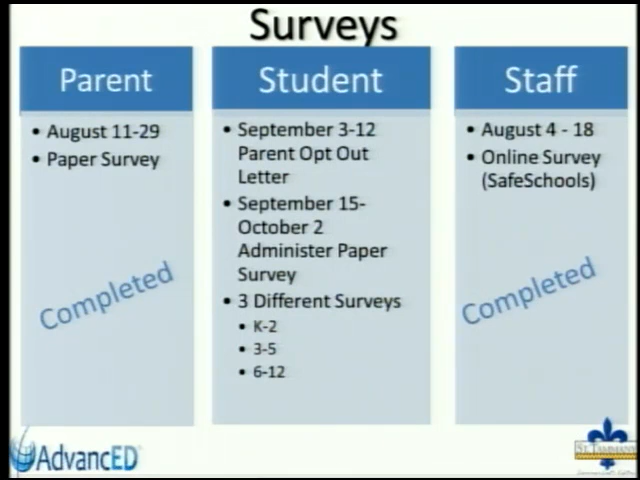 Surveys
Parent
• August 11-29
• Paper Survey
Completed
Student
• September 3-12
Parent Opt Out
Letter
• September 15-
October 2
Administer Paper
Survey
• 3 Different Surveys
• K-2
• 3-5
• 6-12
Staff
• August 4 - 18
• Online Survey
(SafeSchools)
Completed
AdvancED
ST. TAMMANY